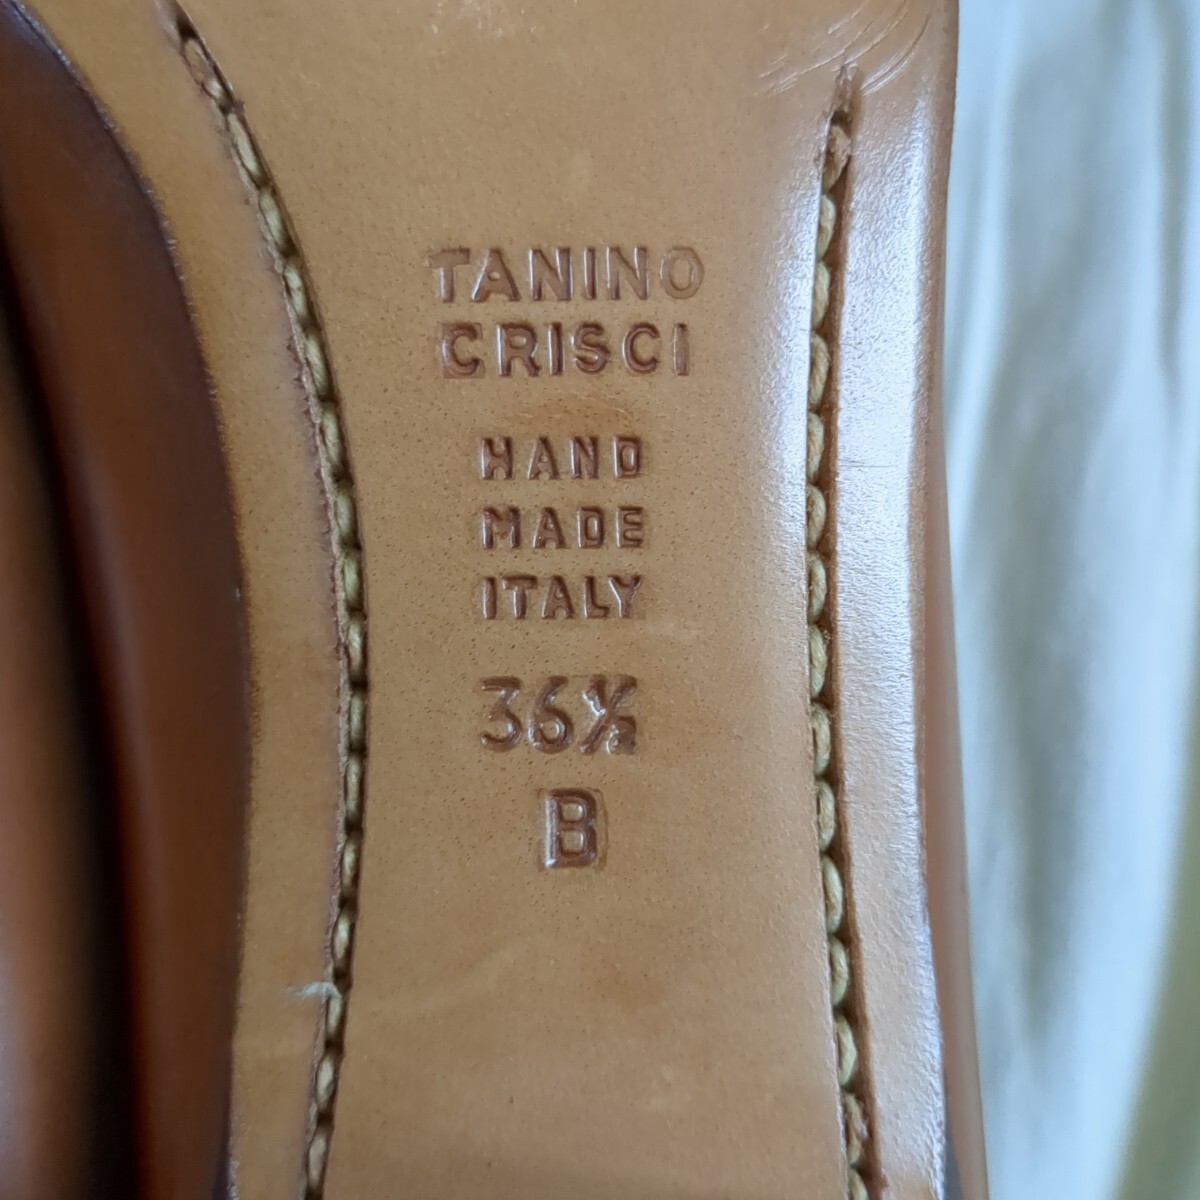 TANINO
CRISCI
HAND
MADE
ITALY
36½
B